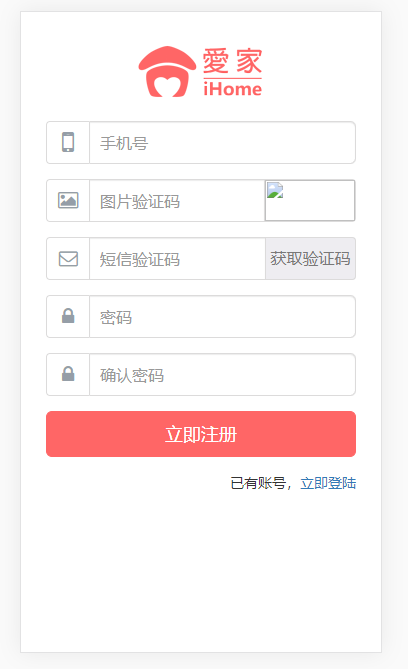 愛家
iHome
手机号
图片验证码
短信验证码 获取验证码
密码
确认密码
立即注册
已有账号，立即登陆